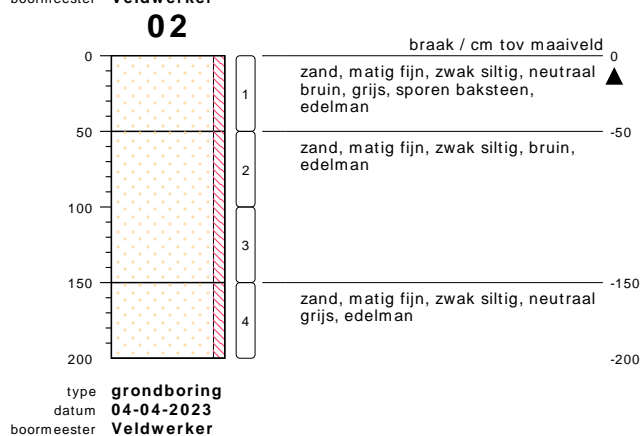 boormeester Veldwerker
02
braak / cm tov maaiveld
0 0
zand, matig fijn, zwak siltig, neutraal
bruin, grijs, sporen baksteen,
edelman
1
50 -50
zand, matig fijn, zwak siltig, bruin,
edelman
2
100
3
150 -150
zand, matig fijn, zwak siltig, neutraal
grijs, edelman
4
200 -200
type grondboring
datum 04-04-2023
boormeester Veldwerker